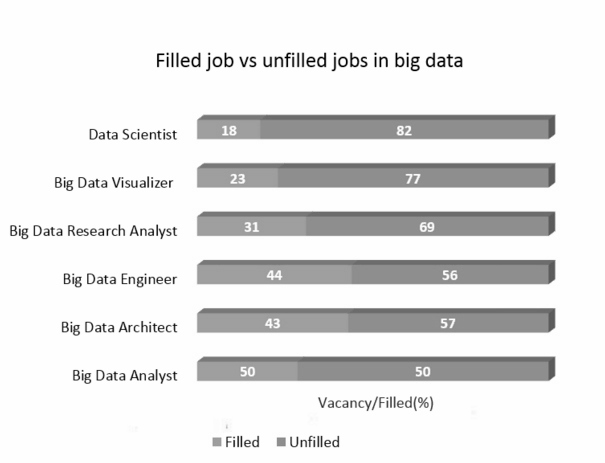 Filled job vs unfilled jobs in big data
Data Scientist 18 82
Big Data Visualizer 23 77
Big Data Research Analyst 31 69
Big Data Engineer 44 56
Big Data Architect 43 57
Big Data Analyst 50 50
Vacancy/Filled(%)
Filled Unfilled